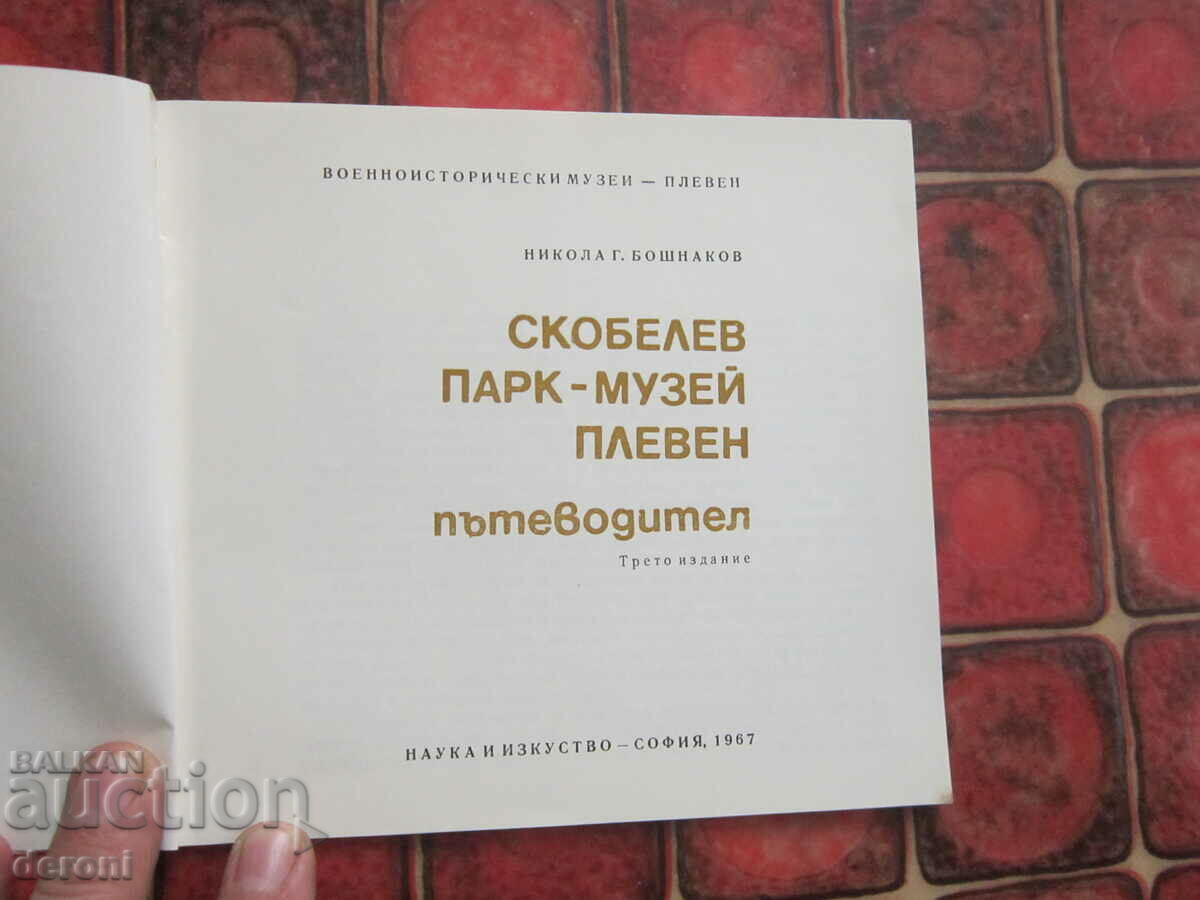 ВОЕННОИСТОРИЧЕСКИ МУЗЕИ — ПЛЕВЕН
НИКОЛА Г. БОШНАКОВ
СКОБЕЛЕВ
ПАРК - МУЗЕЙ
ПЛЕВЕН
пътеводител
Трето издание
НАУКА И ИЗКУСТВО — СОФИЯ, 1967
BALKAN
auction
deroni